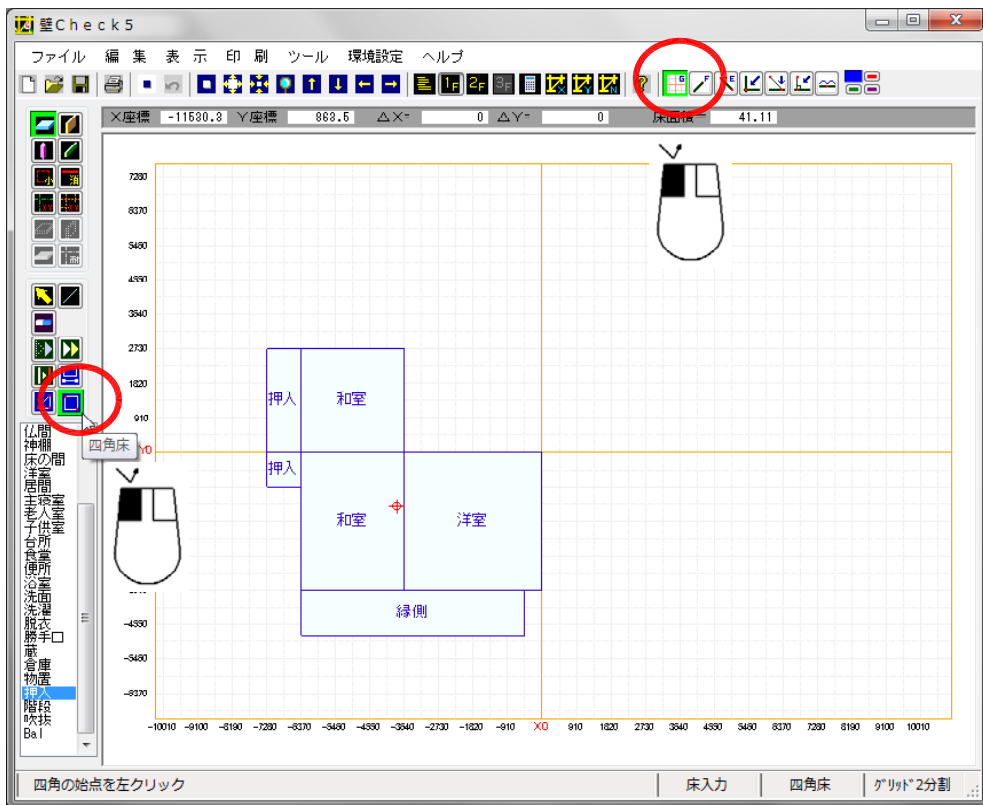 壁Check5
ファイル 編集 表示 印刷 ツール 環境設定 ヘルプ
X座標 -11530.3 Y座標 863.5 △X= 0 △Y= 0 床面積= 41.11
7280
6370
5460
4550
3640
2730
1820
910
Y0
-4550
-5460
-6370
-10010 -9100 -8190 -7280 -6370 -5460 -4550 -3640 -2730 -1820 -910 X0 910 1820 2730 3640 4550 5460 6370 7280 8190 9100 10010
押入 和室
押入
和室 洋室
縁側
四角床
仏間
神棚
床の間
洋室
居間
主寝室
老人室
子供室
台所
食堂
便所
浴室
洗面
洗濯
脱衣
勝手口
蔵
倉庫
物置
押入
階段
吹抜
Bal
四角の始点を左クリック 床入力 四角床 グリッド2分割